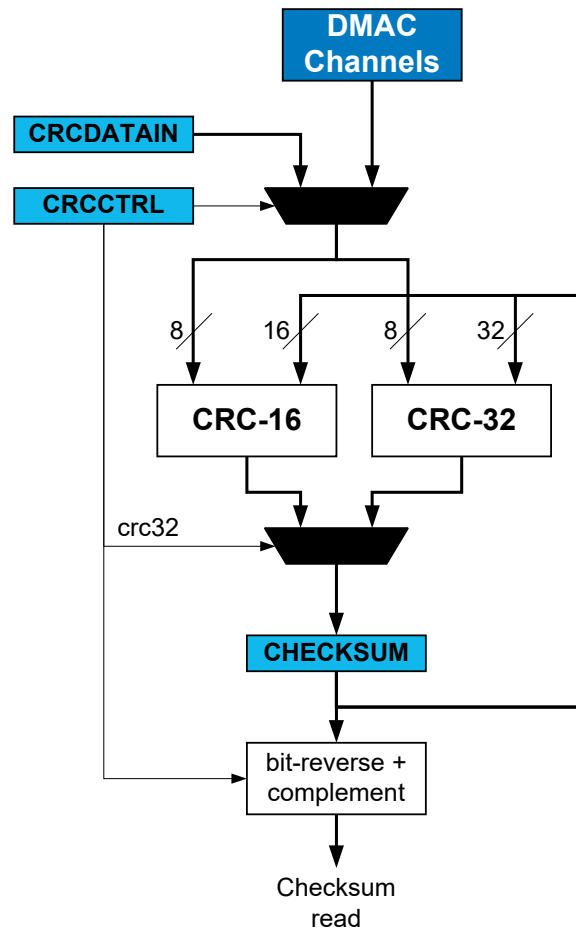 DMAC
Channels
CRCDATAIN
CRCCTRL
8
16
8
32
CRC-16
CRC-32
crc32
CHECKSUM
bit-reverse +
complement
Checksum
read